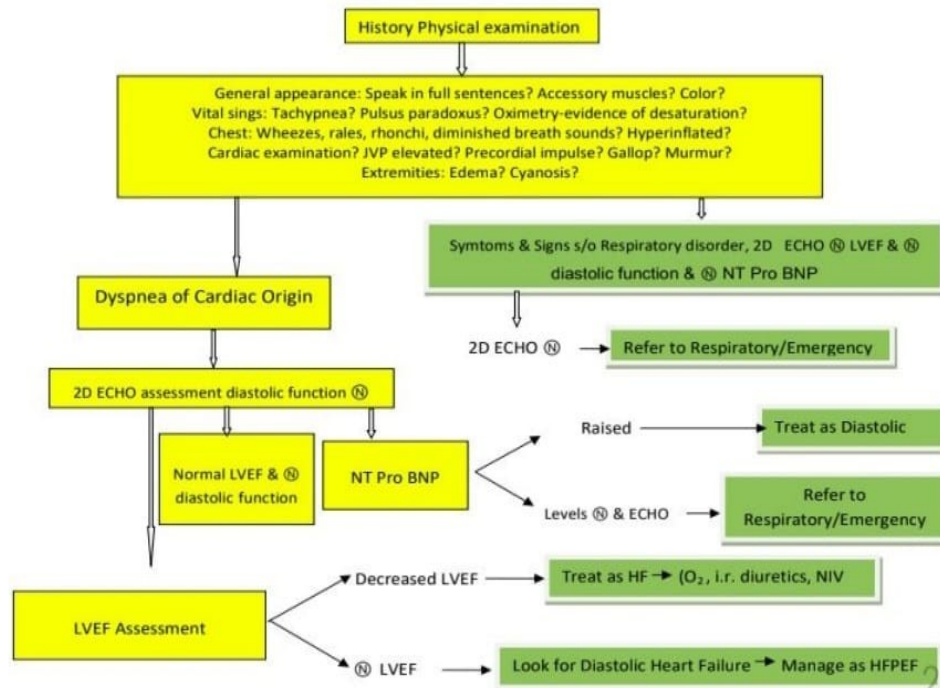 History Physical examination
General appearance: Speak in full sentences? Accessory muscles? Color?
Vital sings: Tachypnea? Pulsus paradoxus? Oximetry-evidence of desaturation?
Chest: Wheezes, rales, rhonchi, diminished breath sounds? Hyperinflated?
Cardiac examination? JVP elevated? Precordial impulse? Gallop? Murmur?
Extremities: Edema? Cyanosis?
Symtoms & Signs s/o Respiratory disorder, 2D ECHO Ⓝ LVEF & Ⓝ
diastolic function & Ⓝ NT Pro BNP
Dyspnea of Cardiac Origin
2D ECHO Ⓝ
Refer to Respiratory/Emergency
2D ECHO assessment diastolic function Ⓝ
Normal LVEF & Ⓝ
diastolic function
NT Pro BNP
Raised
Treat as Diastolic
Levels Ⓝ & ECHO
Refer to
Respiratory/Emergency
LVEF Assessment
Decreased LVEF
Treat as HF → (O₂, i.r. diuretics, NIV
Ⓝ LVEF
Look for Diastolic Heart Failure → Manage as HFPEF
2